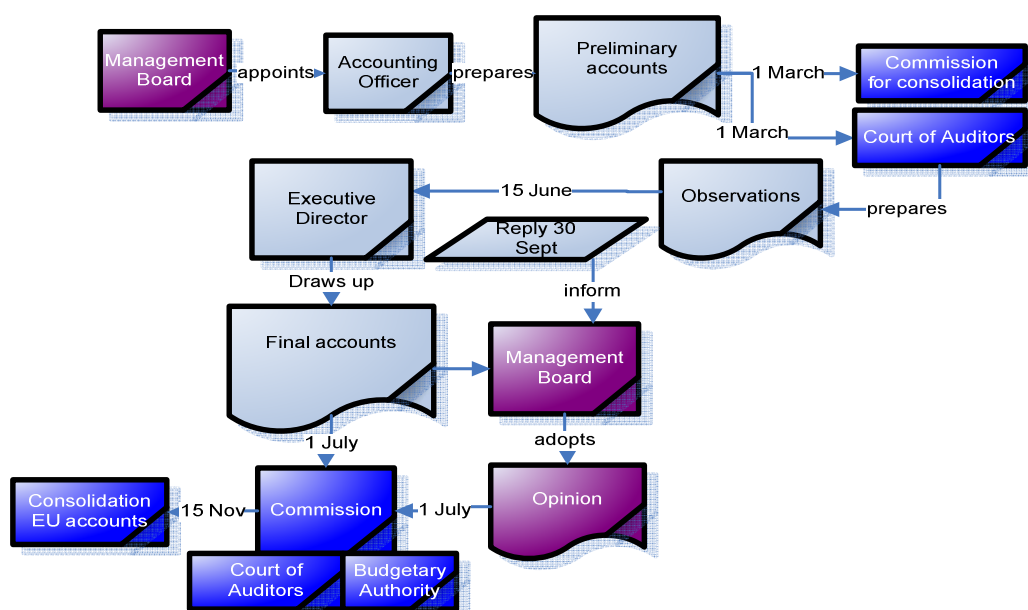 Management
Board
appoints
Accounting
Officer
prepares
Preliminary
accounts
1 March
Commission
for consolidation
1 March
Court of Auditors
prepares
Observations
15 June
Executive
Director
Reply 30
Sept
Draws up
inform
Final accounts
Management
Board
1 July
adopts
Opinion
1 July
Commission
15 Nov
Consolidation
EU accounts
Court of
Auditors
Budgetary
Authority